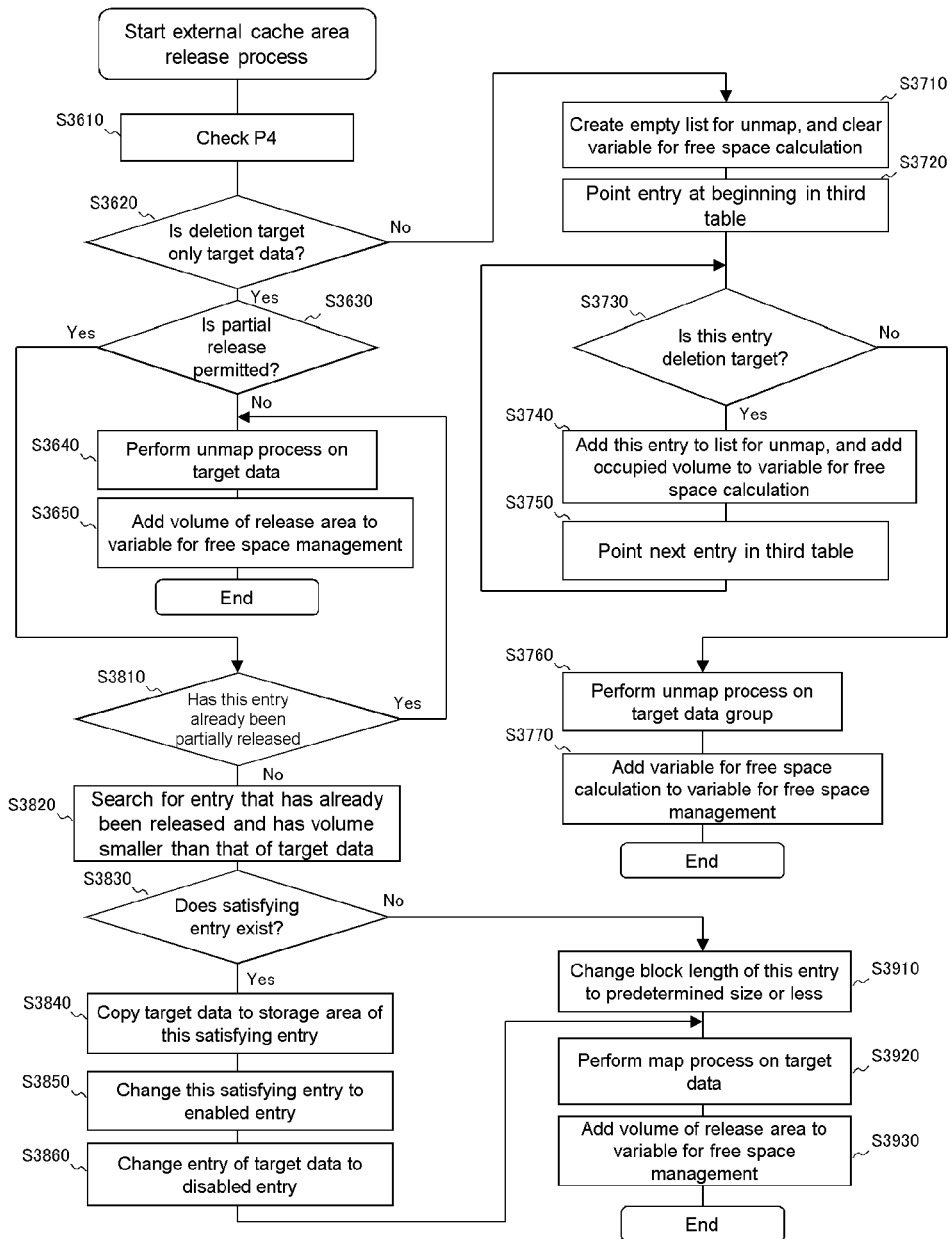 Start external cache area
release process
S3610
Check P4
S3620
Is deletion target
only target data?
No
Yes
S3630
Is partial
release
permitted?
Yes
No
S3640
Perform unmap process on
target data
S3650
Add volume of release area to
variable for free space management
End
S3810
Has this entry
already been
partially released
Yes
No
S3820
Search for entry that has already
been released and has volume
smaller than that of target data
S3830
Does satisfying
entry exist?
No
Yes
S3840
Copy target data to storage area of
this satisfying entry
S3850
Change this satisfying entry to
enabled entry
S3860
Change entry of target data to
disabled entry
S3710
Create empty list for unmap, and clear
variable for free space calculation
S3720
Point entry at beginning in third
table
S3730
Is this entry
deletion target?
No
Yes
S3740
Add this entry to list for unmap, and add
occupied volume to variable for free
space calculation
S3750
Point next entry in third table
S3760
Perform unmap process on
target data group
S3770
Add variable for free space
calculation to variable for free space
management
End
S3910
Change block length of this entry
to predetermined size or less
S3920
Perform map process on target
data
S3930
Add volume of release area to
variable for free space
management
End